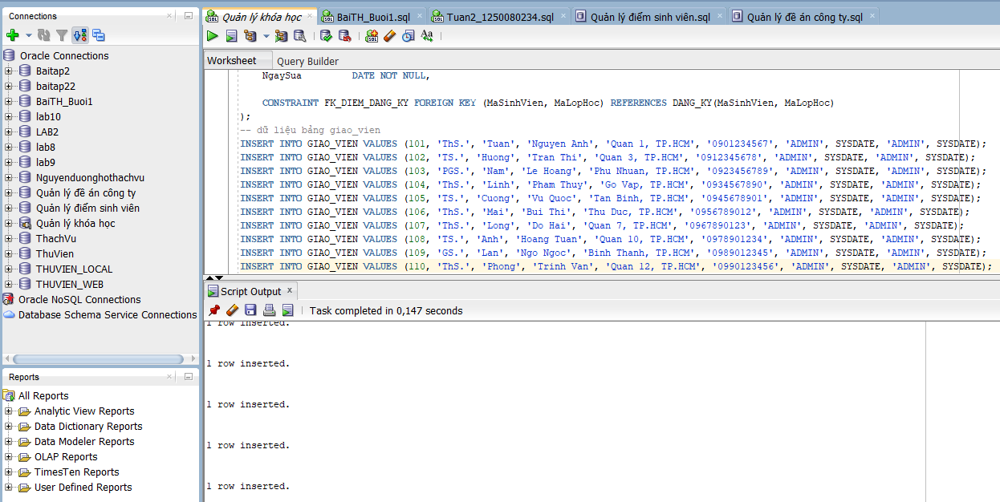 Connections
Oracle Connections
Baitap2
baitap22
BaiTH_Buoi1
lab10
LAB2
lab8
lab9
Nguyenduonghothachvu
Quản lý đề án công ty
Quản lý điểm sinh viên
Quản lý khóa học
ThachVu
ThuVien
THUVIEN_LOCAL
THUVIEN_WEB
Oracle NoSQL Connections
Database Schema Service Connections
Reports
All Reports
Analytic View Reports
Data Dictionary Reports
Data Modeler Reports
OLAP Reports
TimesTen Reports
User Defined Reports
Quản lý khóa học BaiTH_Buoi1.sql Tuan2_1250080234.sql Quản lý điểm sinh viên.sql Quản lý đề án công ty.sql
Worksheet Query Builder
NgaySua DATE NOT NULL,
CONSTRAINT FK_DIEM_DANG_KY FOREIGN KEY (MaSinhVien, MaLopHoc) REFERENCES DANG_KY(MaSinhVien, MaLopHoc)
);
-- dữ liệu bảng giao_vien
INSERT INTO GIAO_VIEN VALUES (101, 'ThS.', 'Tuan', 'Nguyen Anh', 'Quan 1, TP.HCM', '0901234567', 'ADMIN', SYSDATE, 'ADMIN', SYSDATE);
INSERT INTO GIAO_VIEN VALUES (102, 'TS.', 'Huong', 'Tran Thi', 'Quan 3, TP.HCM', '0912345678', 'ADMIN', SYSDATE, 'ADMIN', SYSDATE);
INSERT INTO GIAO_VIEN VALUES (103, 'PGS.', 'Nam', 'Le Hoang', 'Phu Nhuan, TP.HCM', '0923456789', 'ADMIN', SYSDATE, 'ADMIN', SYSDATE);
INSERT INTO GIAO_VIEN VALUES (104, 'ThS.', 'Linh', 'Pham Thuy', 'Go Vap, TP.HCM', '0934567890', 'ADMIN', SYSDATE, 'ADMIN', SYSDATE);
INSERT INTO GIAO_VIEN VALUES (105, 'TS.', 'Cuong', 'Vu Quoc', 'Tan Binh, TP.HCM', '0945678901', 'ADMIN', SYSDATE, 'ADMIN', SYSDATE);
INSERT INTO GIAO_VIEN VALUES (106, 'ThS.', 'Mai', 'Bui Thi', 'Thu Duc, TP.HCM', '0956789012', 'ADMIN', SYSDATE, 'ADMIN', SYSDATE);
INSERT INTO GIAO_VIEN VALUES (107, 'ThS.', 'Long', 'Do Hai', 'Quan 7, TP.HCM', '0967890123', 'ADMIN', SYSDATE, 'ADMIN', SYSDATE);
INSERT INTO GIAO_VIEN VALUES (108, 'TS.', 'Anh', 'Hoang Tuan', 'Quan 10, TP.HCM', '0978901234', 'ADMIN', SYSDATE, 'ADMIN', SYSDATE);
INSERT INTO GIAO_VIEN VALUES (109, 'GS.', 'Lan', 'Ngo Ngoc', 'Binh Thanh, TP.HCM', '0989012345', 'ADMIN', SYSDATE, 'ADMIN', SYSDATE);
INSERT INTO GIAO_VIEN VALUES (110, 'ThS.', 'Phong', 'Trinh Van', 'Quan 12, TP.HCM', '0990123456', 'ADMIN', SYSDATE, 'ADMIN', SYSDATE);
Script Output
Task completed in 0,147 seconds
1 row inserted.
1 row inserted.
1 row inserted.
1 row inserted.
1 row inserted.